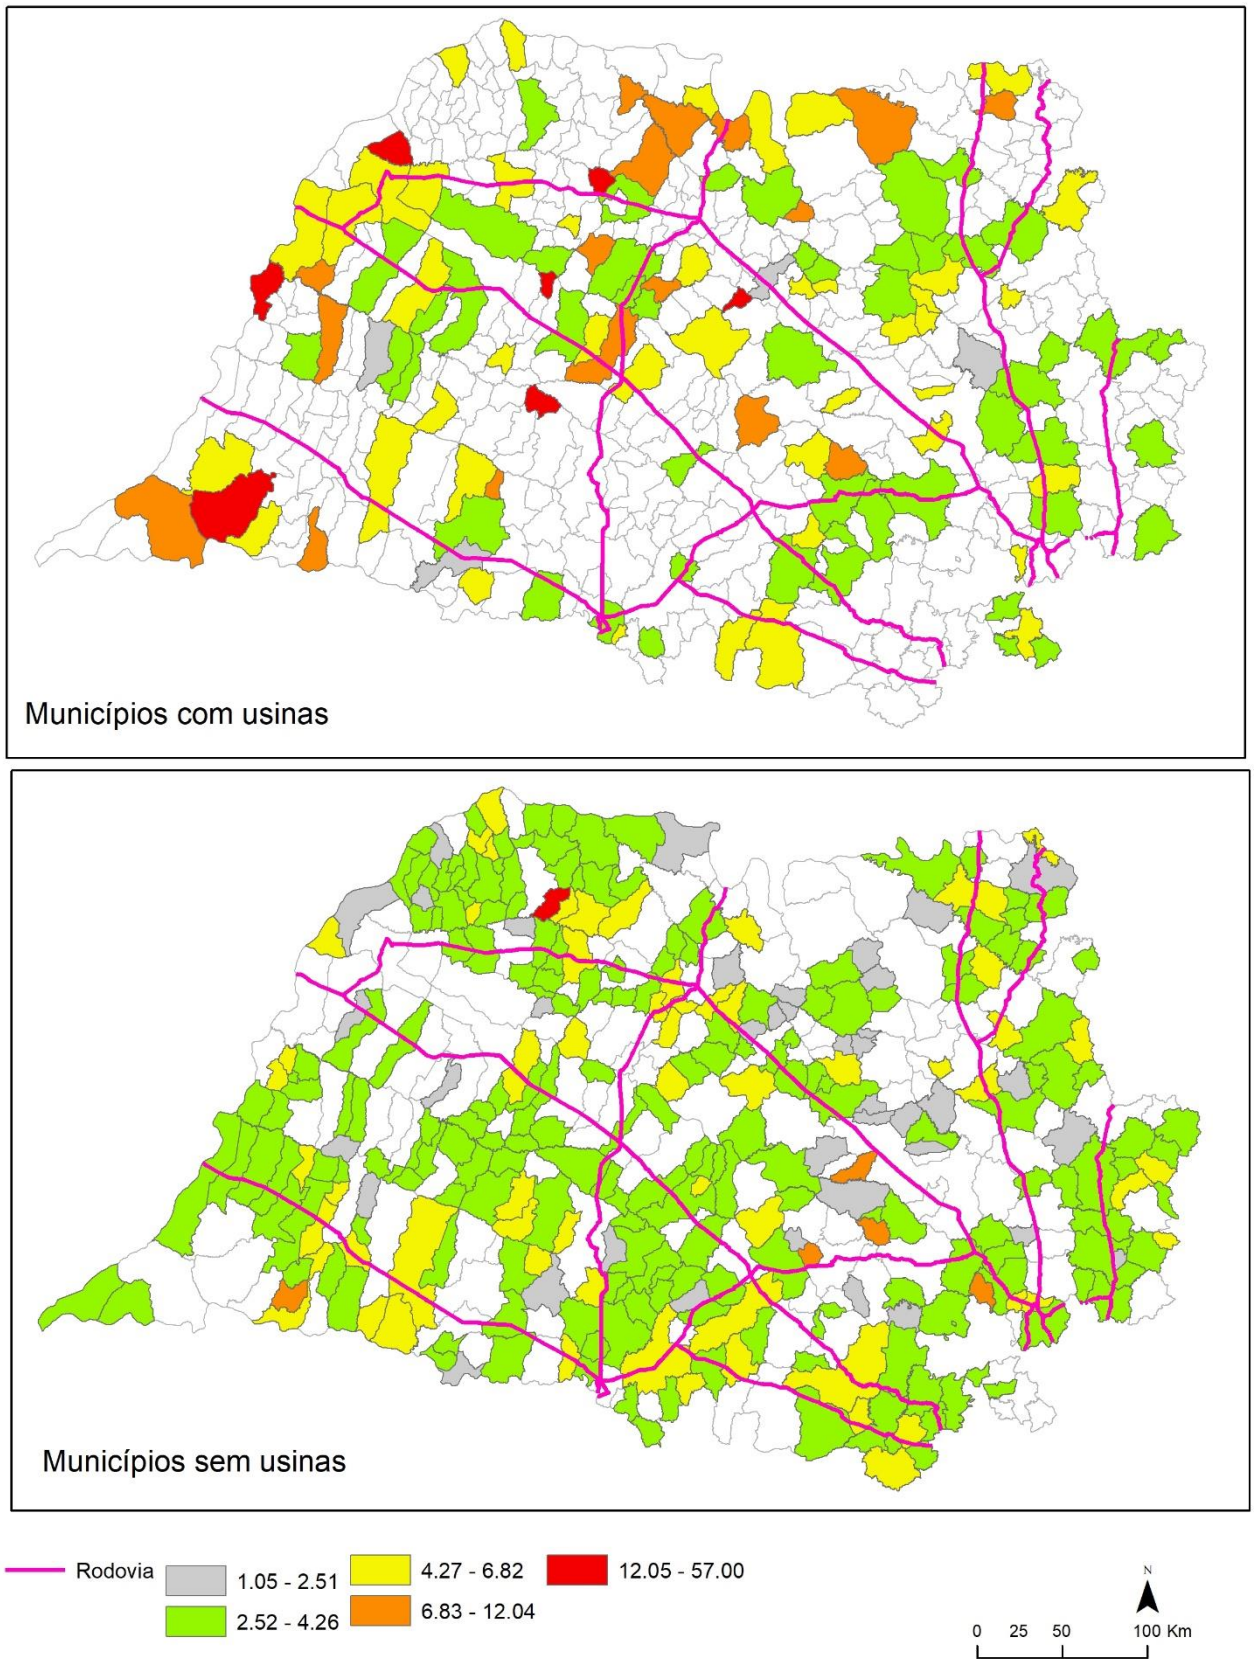 Municípios com usinas
Municípios sem usinas
Rodovia
1.05 - 2.51
2.52 - 4.26
4.27 - 6.82
6.83 - 12.04
12.05 - 57.00
N
0 25 50 100 Km